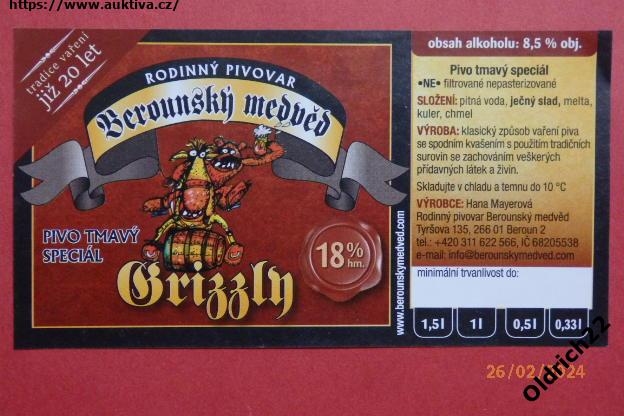 https://www.auktiva.cz/
tradice vaření
již 20 let
RODINNÝ PIVOVAR
Berounský medvěd
PIVO TMAVÝ
SPECIÁL
Grizzly
18%
hm.
www.berounskymedved.com
obsah alkoholu: 8,5 % obj.
Pivo tmavý speciál
•NE• filtrované nepasterizované
SLOŽENÍ: pitná voda, ječný slad, melta,
kuler, chmel
VÝROBA: klasický způsob vaření piva
se spodním kvašením s použitím tradičních
surovin se zachováním veškerých
přídavných látek a živin.
Skladujte v chladu a temnu do 10 °C
VÝROBCE: Hana Mayerová
Rodinný pivovar Berounský medvěd
Tyršova 135, 266 01 Beroun 2
tel.: +420 311 622 566, IČ 68205538
e-mail: info@berounskymedved.com
minimální trvanlivost do:
1,5l 1l 0,5l 0,33l
26/02/2024
Oldrich22